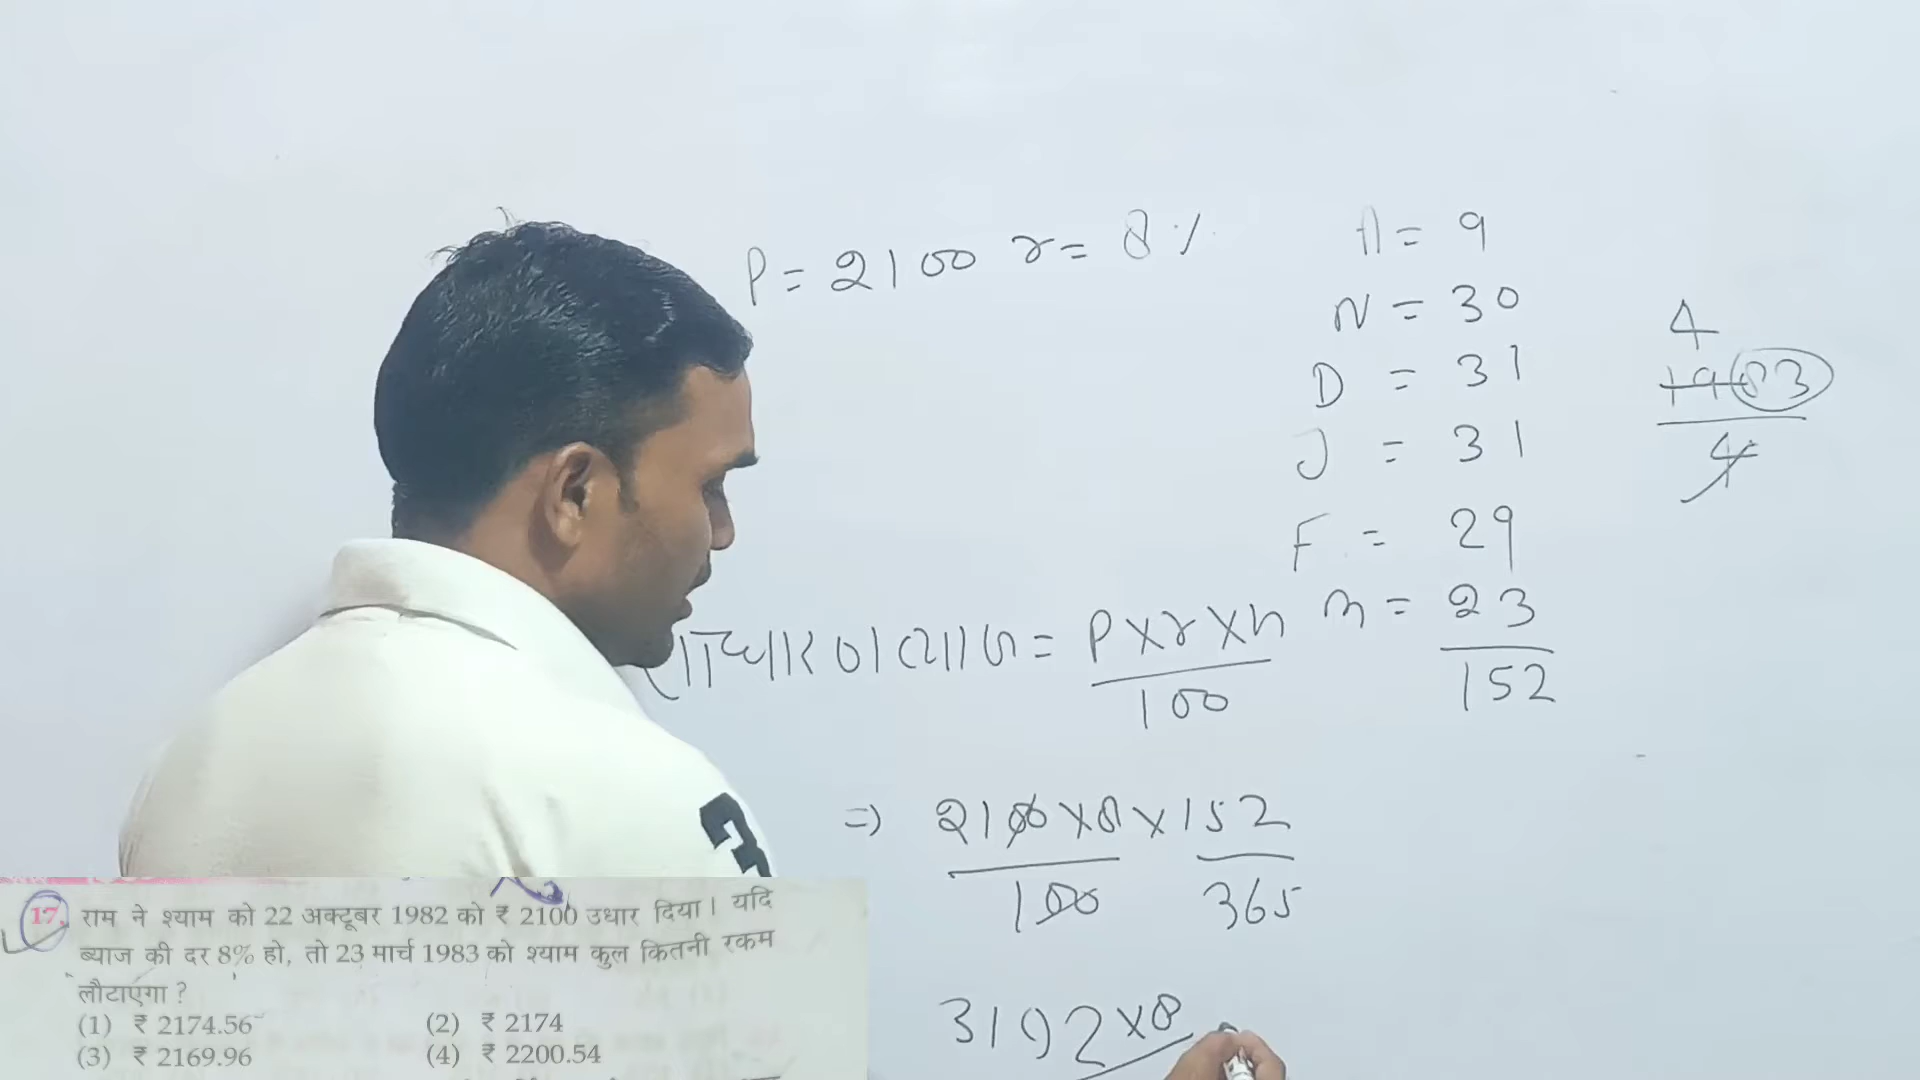 P = 2100 r = 8%
A = 9
N = 30
D = 31
J = 31
F = 29
m = 23
152
4
1983
4
साधारण ब्याज = P×r×n
100
⇒ 2100×8×152
100 365
3192×8
17. राम ने श्याम को 22 अक्टूबर 1982 को ₹ 2100 उधार दिया। यदि
ब्याज की दर 8% हो, तो 23 मार्च 1983 को श्याम कुल कितनी रकम
लौटाएगा ?
(1) ₹ 2174.56 (2) ₹ 2174
(3) ₹ 2169.96 (4) ₹ 2200.54